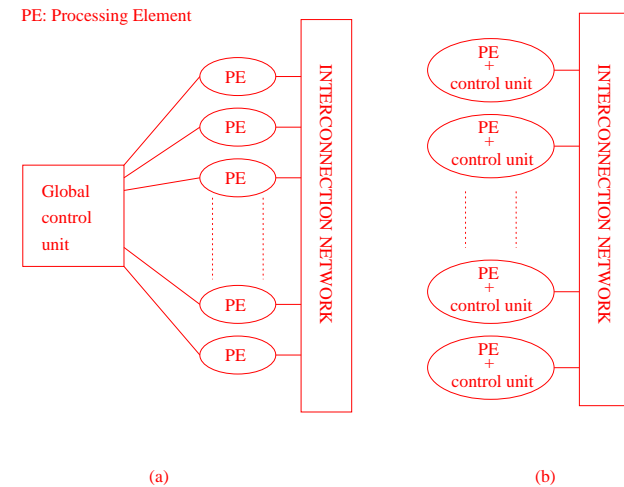 PE: Processing Element
Global
control
unit
PE
PE
PE
PE
PE
INTERCONNECTION NETWORK
(a)
PE
+
control unit
PE
+
control unit
PE
+
control unit
PE
+
control unit
INTERCONNECTION NETWORK
(b)